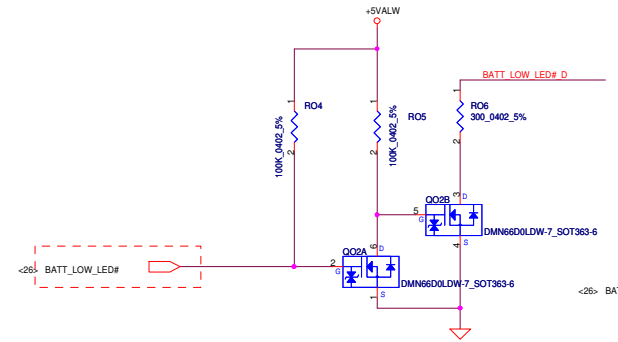 +5VALW
BATT_LOW_LED#_D
1
RO4
100K_0402_5%
2
1
RO5
100K_0402_5%
2
1
RO6
300_0402_5%
2
QO2B
3
D
5
G
DMN66D0LDW-7_SOT363-6
4
S
QO2A
6
D
2
G
DMN66D0LDW-7_SOT363-6
1
S
<26> BATT_LOW_LED#
<26> BAT